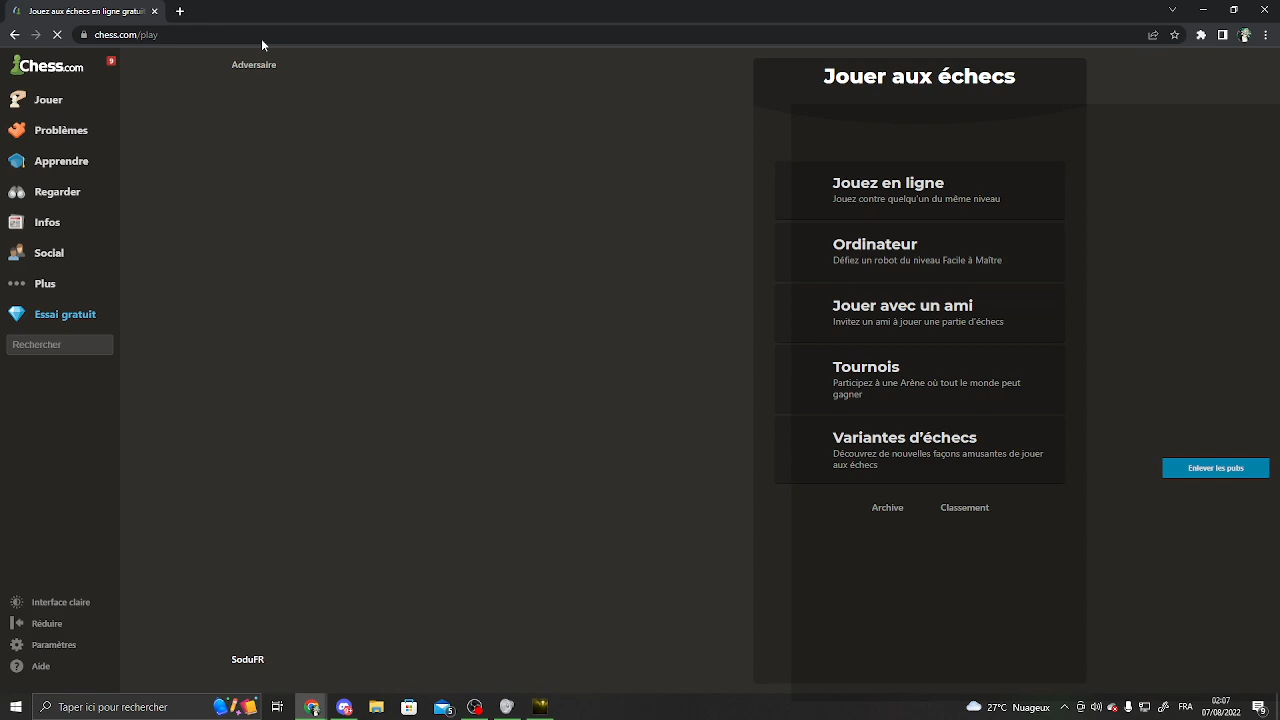 Jouez aux échecs en ligne gratuit
chess.com/play
Chess.com
9
Jouer
Problèmes
Apprendre
Regarder
Infos
Social
Plus
Essai gratuit
Rechercher
Interface claire
Réduire
Paramètres
Aide
Adversaire
SoduFR
Jouer aux échecs
Jouez en ligne
Jouez contre quelqu'un du même niveau
Ordinateur
Défiez un robot du niveau Facile à Maître
Jouer avec un ami
Invitez un ami à jouer une partie d'échecs
Tournois
Participez à une Arène où tout le monde peut
gagner
Variantes d'échecs
Découvrez de nouvelles façons amusantes de jouer
aux échecs
Archive
Classement
Enlever les pubs
Taper ici pour rechercher
5
27°C Nuageux
FRA
02:07
07/08/2022